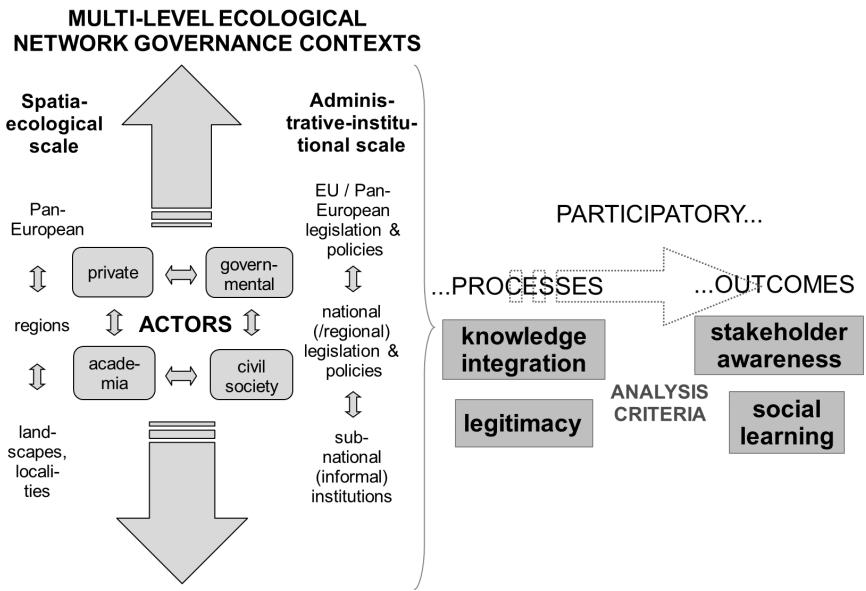 MULTI-LEVEL ECOLOGICAL
NETWORK GOVERNANCE CONTEXTS
Spatia-
ecological
scale
Adminis-
trative-institu-
tional scale
Pan-
European
regions
land-
scapes,
locali-
ties
private
govern-
mental
ACTORS
acade-
mia
civil
society
EU / Pan-
European
legislation &
policies
national
(/regional)
legislation &
policies
sub-
national
(informal)
institutions
PARTICIPATORY...
...PROCESSES
...OUTCOMES
knowledge
integration
legitimacy
ANALYSIS
CRITERIA
stakeholder
awareness
social
learning